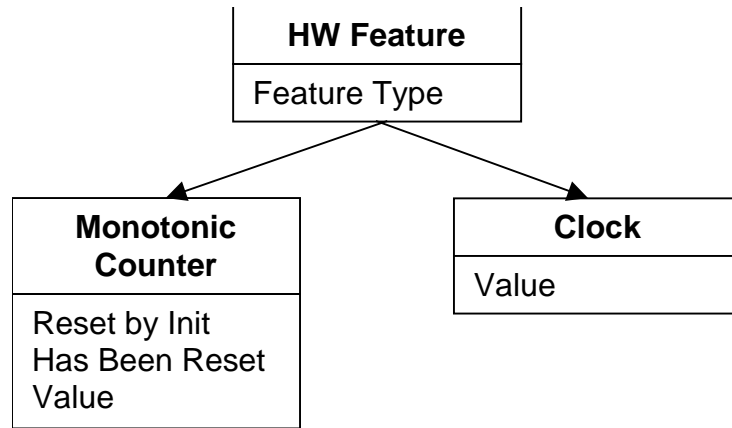 HW Feature
Feature Type
Monotonic
Counter
Reset by Init
Has Been Reset
Value
Clock
Value